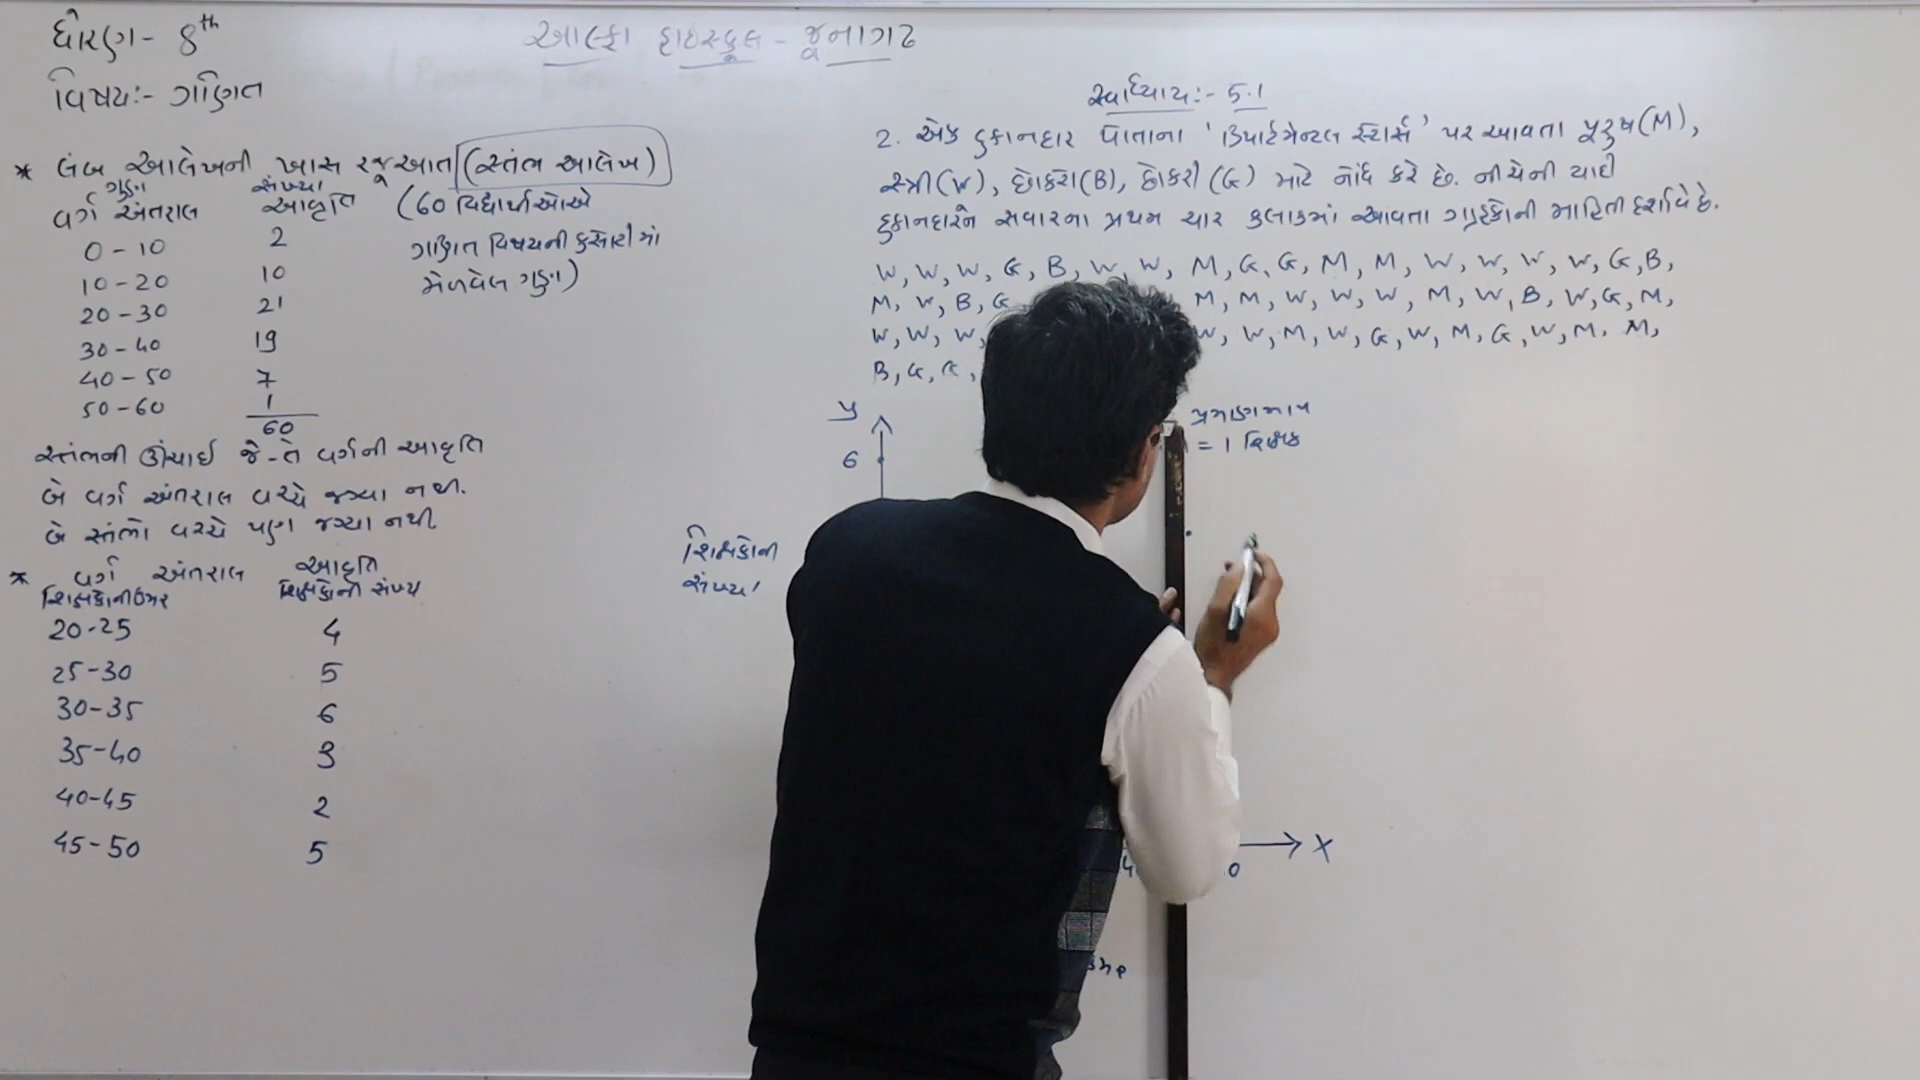 ધોરણ- 8th
વિષય:- ગણિત
આલ્ફા હાઇસ્કૂલ - જૂનાગઢ
* લંબ આલેખની ખાસ રજૂઆત (સ્તંભ આલેખ)
ગુણ સંખ્યા
વર્ગ અંતરાલ આવૃતિ
0-10 2
10-20 10
20-30 21
30-40 19
40-50 7
50-60 1
60
(60 વિદ્યાર્થીઓએ
ગણિત વિષયની કસોટીમાં
મેળવેલ ગુણ)
સ્તંભની ઊંચાઈ જે-તે વર્ગની આવૃતિ
બે વર્ગ અંતરાલ વચ્ચે જગ્યા નથી.
બે સ્તંભો વચ્ચે પણ જગ્યા નથી.
* વર્ગ અંતરાલ આવૃતિ
શિક્ષકોની ઉંમર શિક્ષકોની સંખ્યા
20-25 4
25-30 5
30-35 6
35-40 3
40-45 2
45-50 5
સ્વાધ્યાય:- 5.1
2. એક દુકાનદાર પોતાના 'ડિપાર્ટમેન્ટલ સ્ટોર્સ' પર આવતા પુરુષ(M),
સ્ત્રી(W), છોકરો(B), છોકરી(G) માટે નોંધ કરે છે. નીચેની યાદી
દુકાનદારને સવારના પ્રથમ ચાર કલાકમાં આવતા ગ્રાહકોની માહિતી દર્શાવે છે.
W, W, W, G, B, W, W, M, G, G, M, M, W, W, W, W, G, B,
M, W, B, G M, M, W, W, W, M, W, B, W, G, M,
W, W, W, W, W, M, W, G, W, M, G, W, M, M,
B, G, G,
પ્રમાણમાપ
= 1 શિક્ષક
y
6
શિક્ષકોની
સંખ્યા
X